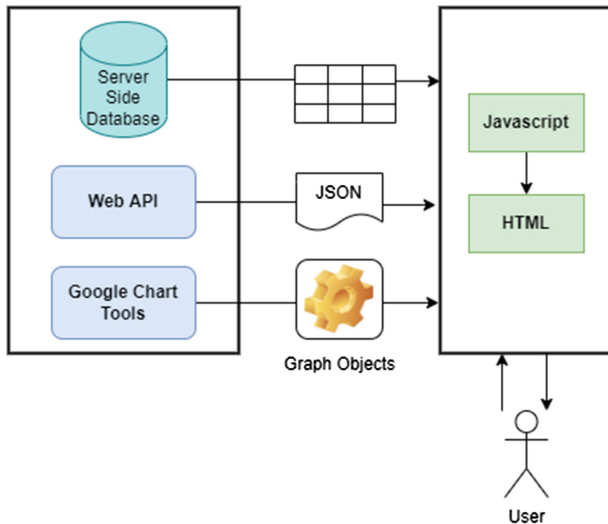 Server
Side
Database
Javascript
Web API
JSON
HTML
Google Chart
Tools
Graph Objects
User